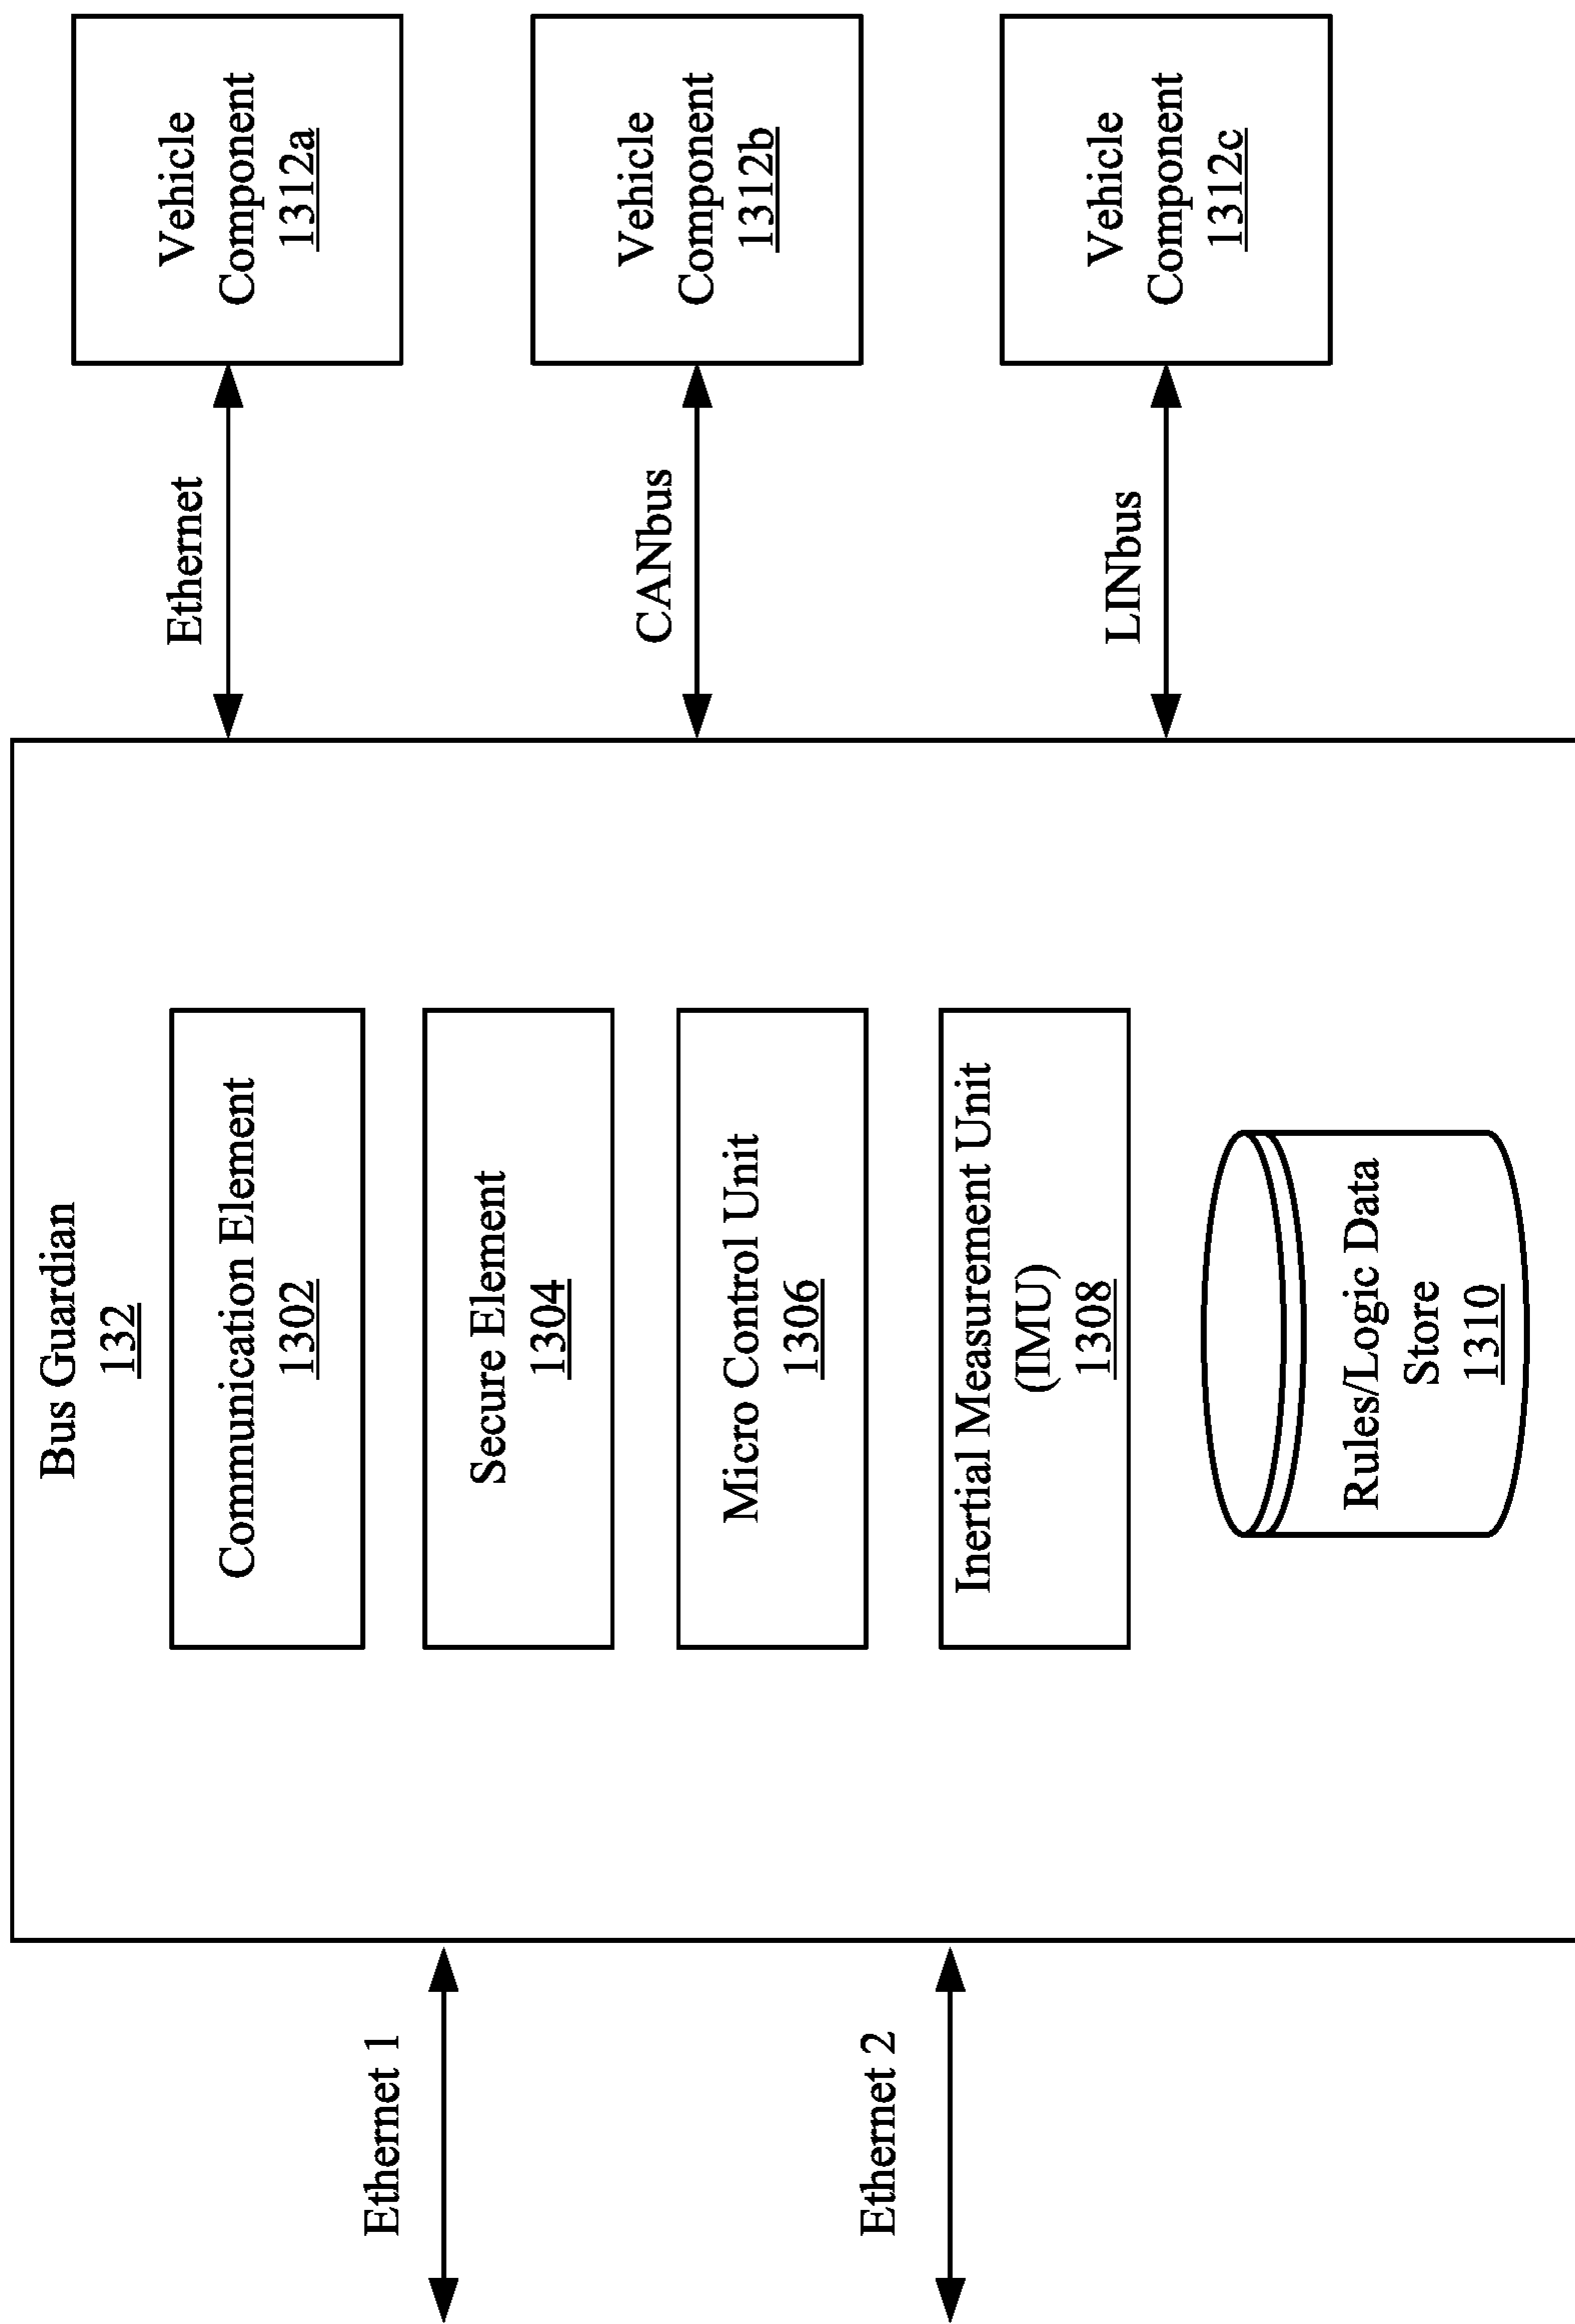 Bus Guardian
132
Communication Element
1302
Secure Element
1304
Micro Control Unit
1306
Inertial Measurement Unit
(IMU)
1308
Rules/Logic Data
Store
1310
Ethernet 1
Ethernet 2
Ethernet
CANbus
LINbus
Vehicle
Component
1312a
Vehicle
Component
1312b
Vehicle
Component
1312c